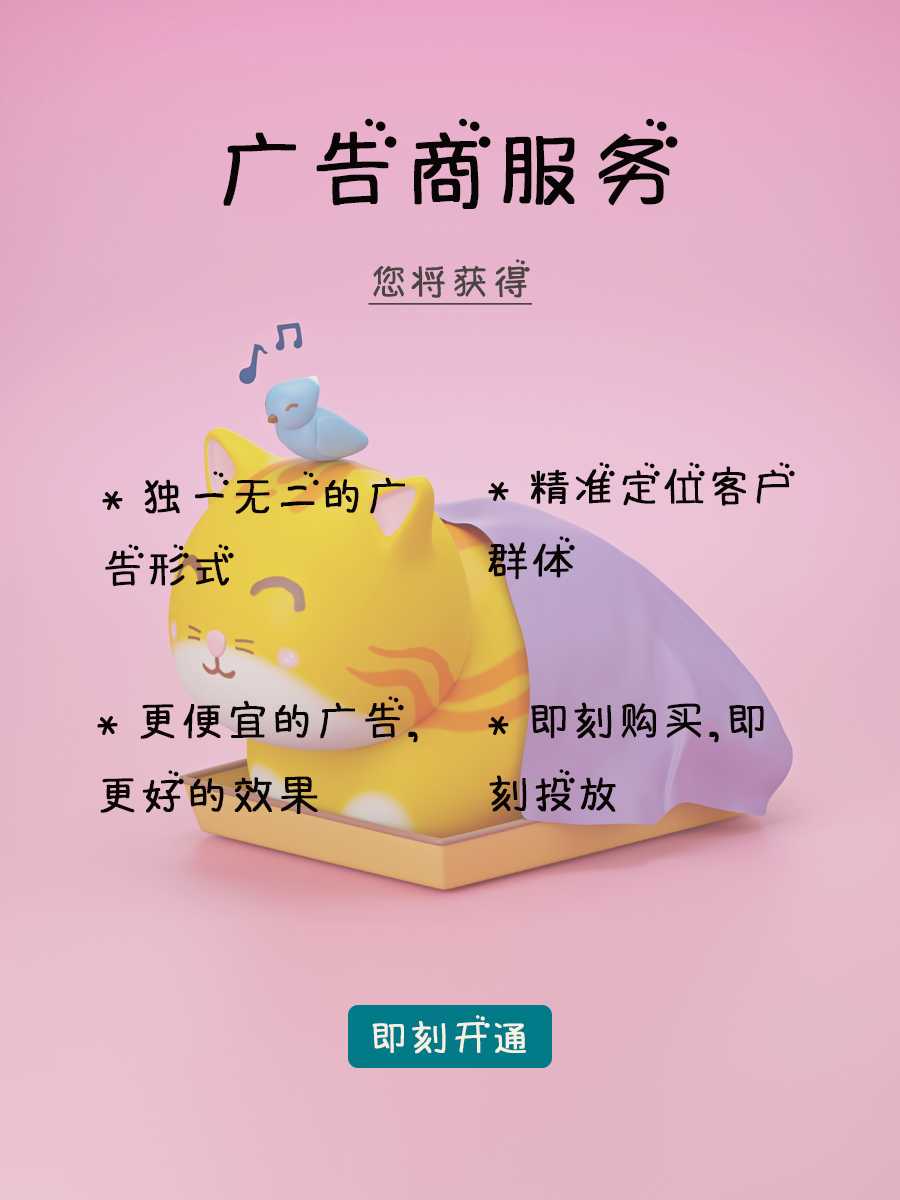 广告商服务
您将获得
* 独一无二的广
告形式
* 精准定位客户
群体
* 更便宜的广告,
更好的效果
* 即刻购买,即
刻投放
即刻开通